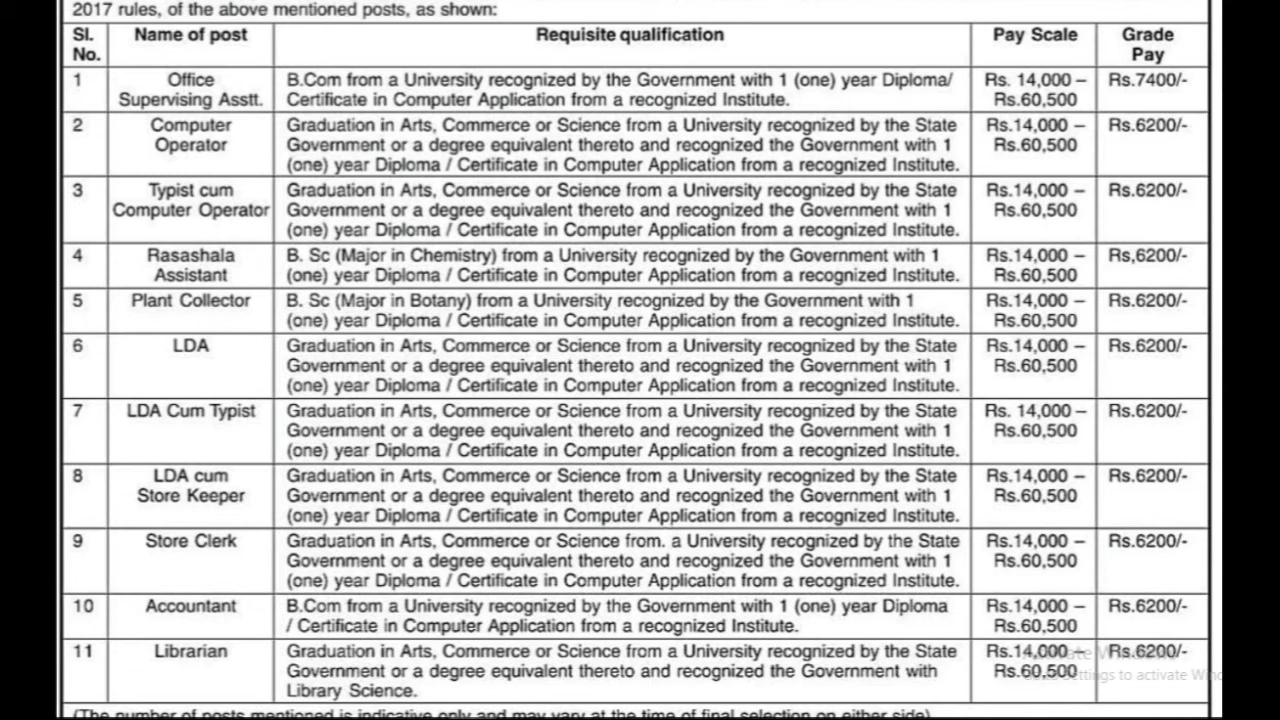 2017 rules, of the above mentioned posts, as shown:
Sl. No. Name of post Requisite qualification Pay Scale Grade Pay
1 Office Supervising Asstt. B.Com from a University recognized by the Government with 1 (one) year Diploma/ Certificate in Computer Application from a recognized Institute. Rs. 14,000 – Rs.60,500 Rs.7400/-
2 Computer Operator Graduation in Arts, Commerce or Science from a University recognized by the State Government or a degree equivalent thereto and recognized the Government with 1 (one) year Diploma / Certificate in Computer Application from a recognized Institute. Rs.14,000 – Rs.60,500 Rs.6200/-
3 Typist cum Computer Operator Graduation in Arts, Commerce or Science from a University recognized by the State Government or a degree equivalent thereto and recognized the Government with 1 (one) year Diploma / Certificate in Computer Application from a recognized Institute. Rs.14,000 – Rs.60,500 Rs.6200/-
4 Rasashala Assistant B. Sc (Major in Chemistry) from a University recognized by the Government with 1 (one) year Diploma / Certificate in Computer Application from a recognized Institute. Rs.14,000 – Rs.60,500 Rs,6200/-
5 Plant Collector B. Sc (Major in Botany) from a University recognized by the Government with 1 (one) year Diploma / Certificate in Computer Application from a recognized Institute. Rs.14,000 – Rs.60,500 Rs.6200/-
6 LDA Graduation in Arts, Commerce or Science from a University recognized by the State Government or a degree equivalent thereto and recognized the Government with 1 (one) year Diploma / Certificate in Computer Application from a recognized Institute. Rs.14,000 – Rs.60,500 Rs.6200/-
7 LDA Cum Typist Graduation in Arts, Commerce or Science from a University recognized by the State Government or a degree equivalent thereto and recognized the Government with 1 (one) year Diploma / Certificate in Computer Application from a recognized Institute. Rs. 14,000 – Rs.60,500 Rs.6200/-
8 LDA cum Store Keeper Graduation in Arts, Commerce or Science from a University recognized by the State Government or a degree equivalent thereto and recognized the Government with 1 (one) year Diploma / Certificate in Computer Application from a recognized Institute. Rs.14,000 – Rs.60,500 Rs.6200/-
9 Store Clerk Graduation in Arts, Commerce or Science from. a University recognized by the State Government or a degree equivalent thereto and recognized the Government with 1 (one) year Diploma / Certificate in Computer Application from a recognized Institute. Rs.14,000 – Rs.60,500 Rs.6200/-
10 Accountant B.Com from a University recognized by the Government with 1 (one) year Diploma / Certificate in Computer Application from a recognized Institute. Rs.14,000 – Rs.60,500 Rs.6200/-
11 Librarian Graduation in Arts, Commerce or Science from a University recognized by the State Government or a degree equivalent thereto and recognized the Government with Library Science. Rs.14,000 – Rs.60,500 Rs.6200/-
(The number of posts mentioned is indicative only and may vary at the time of final selection on either side)
Settings to activate